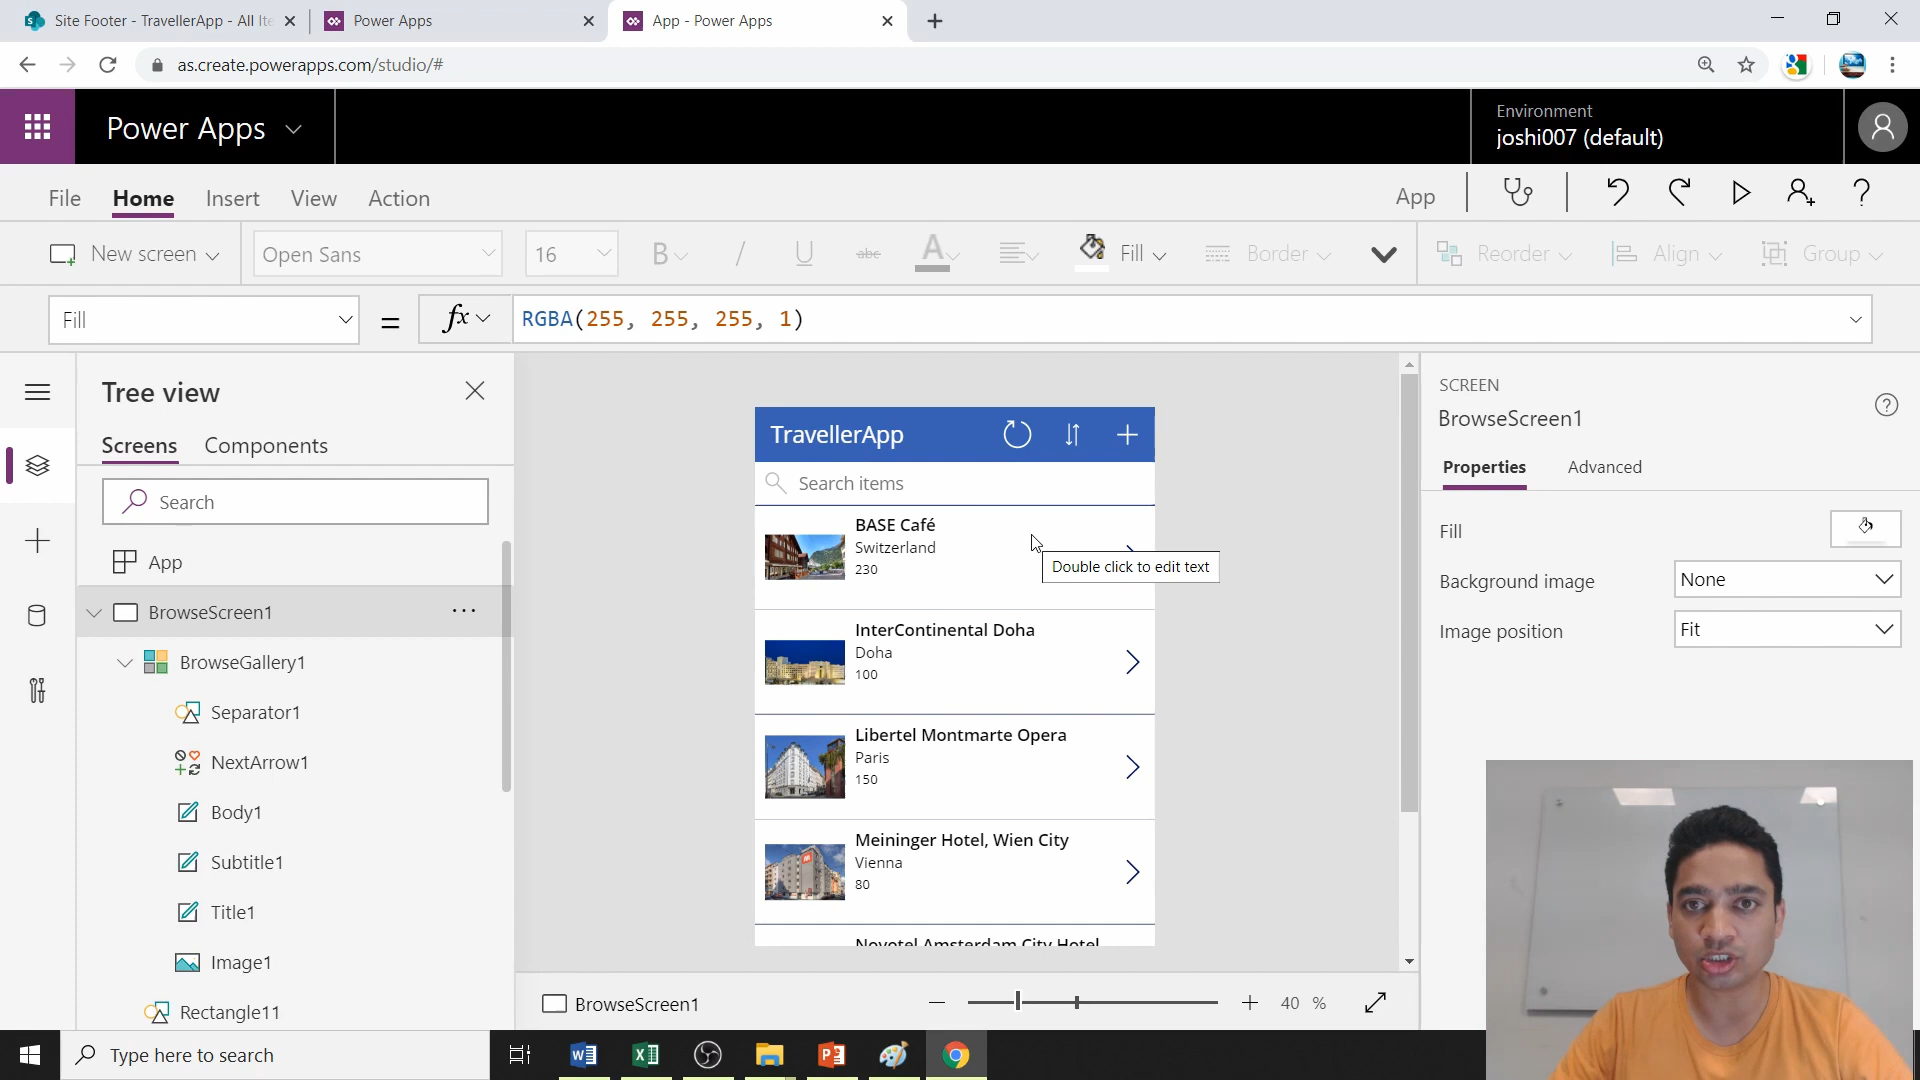 Site Footer - TravellerApp - All Ite
Power Apps
App - Power Apps
as.create.powerapps.com/studio/#
Power Apps
Environment
joshi007 (default)
File
Home
Insert
View
Action
App
New screen
Open Sans
16
B
/
U
abc
A
Fill
Border
Reorder
Align
Group
Fill
=
fx
RGBA(255, 255, 255, 1)
Tree view
Screens
Components
Search
App
BrowseScreen1
BrowseGallery1
Separator1
NextArrow1
Body1
Subtitle1
Title1
Image1
Rectangle11
TravellerApp
Search items
BASE Café
Switzerland
230
Double click to edit text
InterContinental Doha
Doha
100
Libertel Montmarte Opera
Paris
150
Meininger Hotel, Wien City
Vienna
80
Novotel Amsterdam City Hotel
BrowseScreen1
40 %
SCREEN
BrowseScreen1
Properties
Advanced
Fill
Background image
None
Image position
Fit
Type here to search